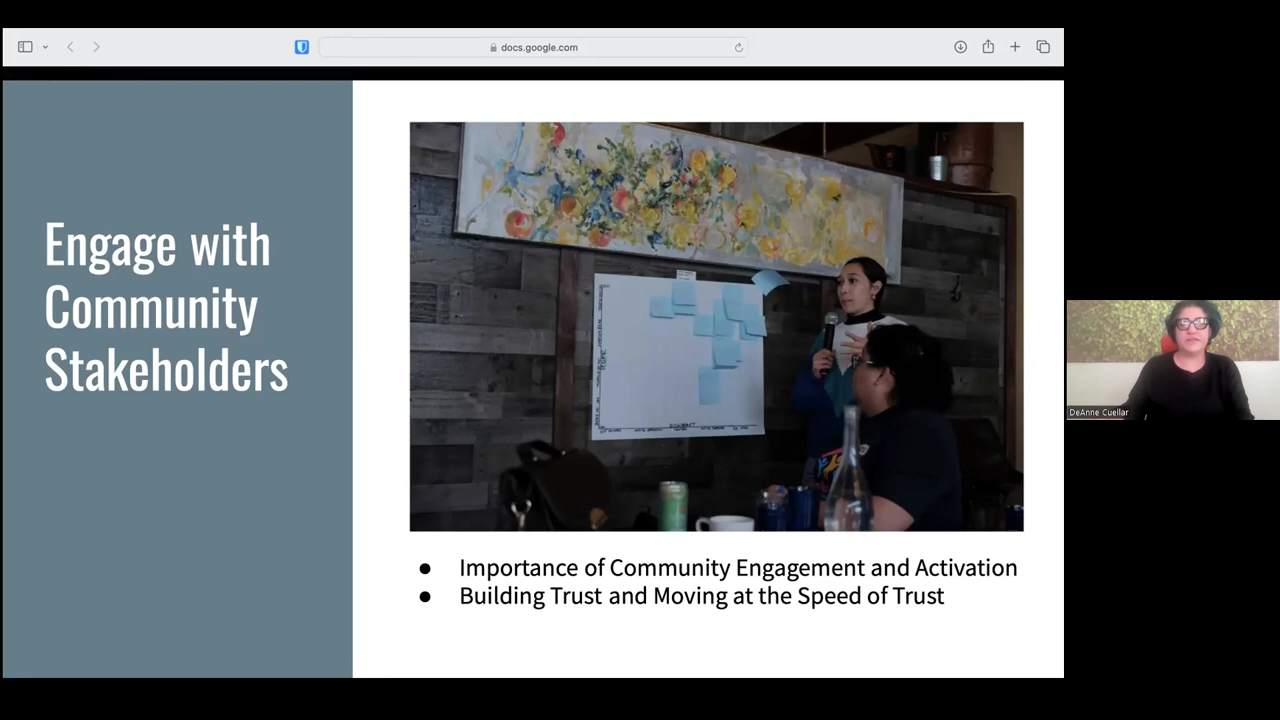 docs.google.com
Engage with
Community
Stakeholders
● Importance of Community Engagement and Activation
● Building Trust and Moving at the Speed of Trust
DeAnne Cuellar